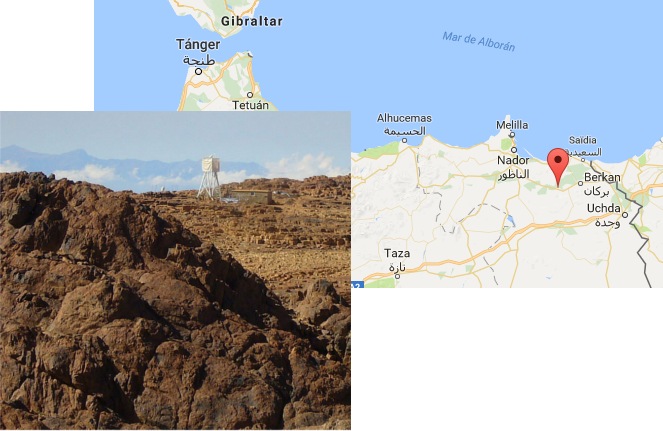 Gibraltar
Tánger
طنجة
Tetuán
Mar de Alborán
Alhucemas
الحسيمة
Melilla
Nador
الناظور
Saïdia
السعيدية
Berkan
بركان
Uchda
وجدة
Taza
تازة
A2